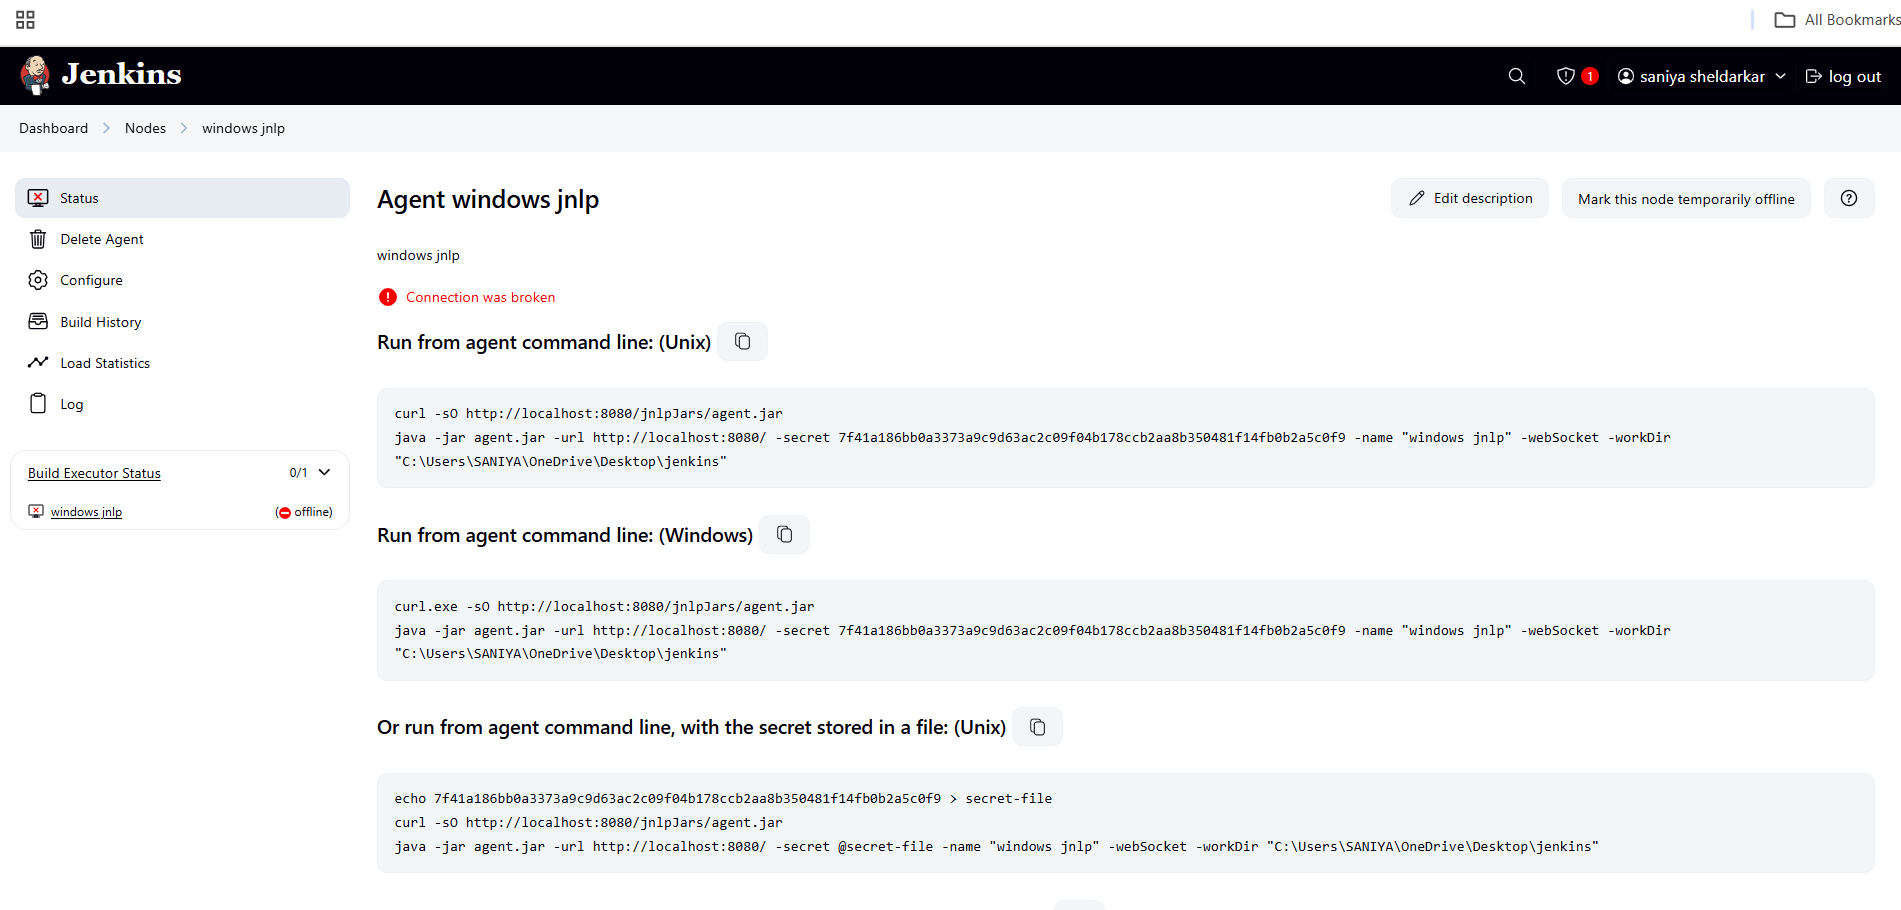 All Bookmarks
Jenkins
1
saniya sheldarkar
log out
Dashboard
Nodes
windows jnlp
Status
Delete Agent
Configure
Build History
Load Statistics
Log
Build Executor Status
0/1
windows jnlp
(offline)
Agent windows jnlp
Edit description
Mark this node temporarily offline
windows jnlp
Connection was broken
Run from agent command line: (Unix)
curl -sO http://localhost:8080/jnlpJars/agent.jar
java -jar agent.jar -url http://localhost:8080/ -secret 7f41a186bb0a3373a9c9d63ac2c09f04b178ccb2aa8b350481f14fb0b2a5c0f9 -name "windows jnlp" -webSocket -workDir
"C:\Users\SANIYA\OneDrive\Desktop\jenkins"
Run from agent command line: (Windows)
curl.exe -sO http://localhost:8080/jnlpJars/agent.jar
java -jar agent.jar -url http://localhost:8080/ -secret 7f41a186bb0a3373a9c9d63ac2c09f04b178ccb2aa8b350481f14fb0b2a5c0f9 -name "windows jnlp" -webSocket -workDir
"C:\Users\SANIYA\OneDrive\Desktop\jenkins"
Or run from agent command line, with the secret stored in a file: (Unix)
echo 7f41a186bb0a3373a9c9d63ac2c09f04b178ccb2aa8b350481f14fb0b2a5c0f9 > secret-file
curl -sO http://localhost:8080/jnlpJars/agent.jar
java -jar agent.jar -url http://localhost:8080/ -secret @secret-file -name "windows jnlp" -webSocket -workDir "C:\Users\SANIYA\OneDrive\Desktop\jenkins"